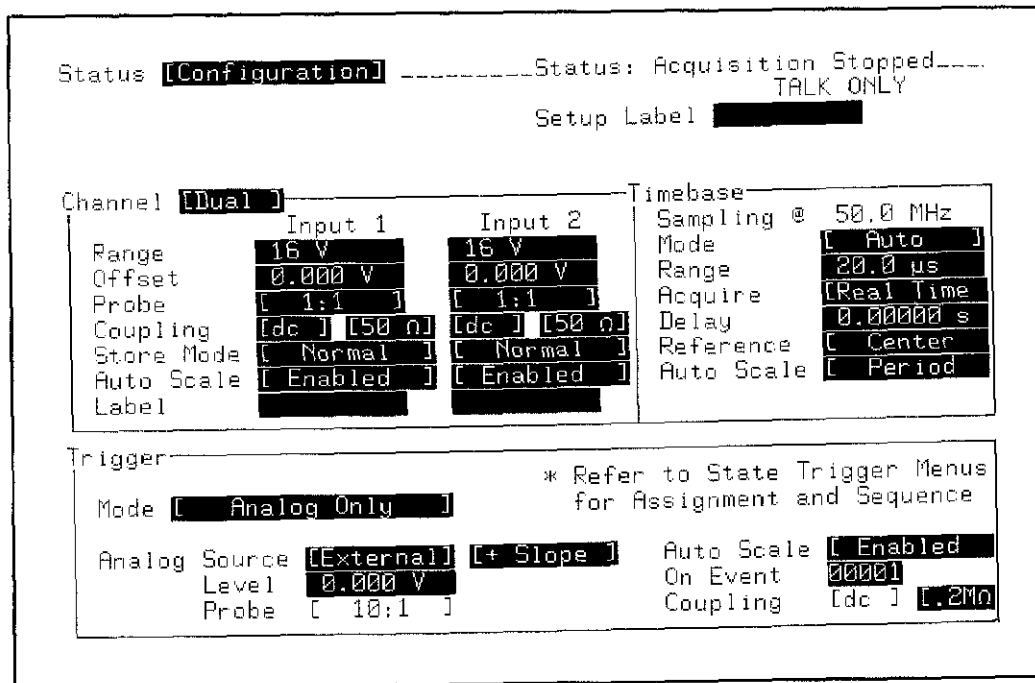 Status [Configuration] Status: Acquisition Stopped
TALK ONLY
Setup Label
Channel [Dual ]
Input 1 Input 2
Range 16 V 16 V
Offset 0.000 V 0.000 V
Probe [ 1:1 ] [ 1:1 ]
Coupling [dc ] [50 Ω] [dc ] [50 Ω]
Store Mode [ Normal ] [ Normal ]
Auto Scale [ Enabled ] [ Enabled ]
Label
Timebase
Sampling @ 50.0 MHz
Mode [ Auto ]
Range 20.0 µs
Acquire [Real Time
Delay 0.00000 s
Reference [ Center
Auto Scale [ Period
Trigger
* Refer to State Trigger Menus
for Assignment and Sequence
Mode [ Analog Only ]
Analog Source [External] [+ Slope ]
Level 0.000 V
Probe [ 10:1 ]
Auto Scale [ Enabled
On Event 00001
Coupling [dc ] [.2MΩ